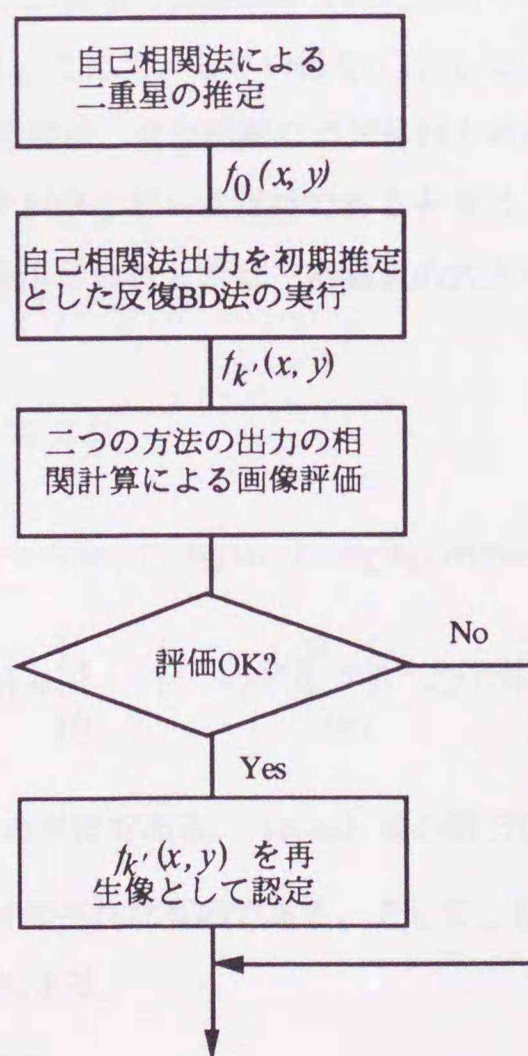 自己相関法による
二重星の推定
f0(x, y)
自己相関法出力を初期推定
とした反復BD法の実行
fk'(x, y)
二つの方法の出力の相
関計算による画像評価
評価OK?
No
Yes
fk'(x, y) を再
生像として認定